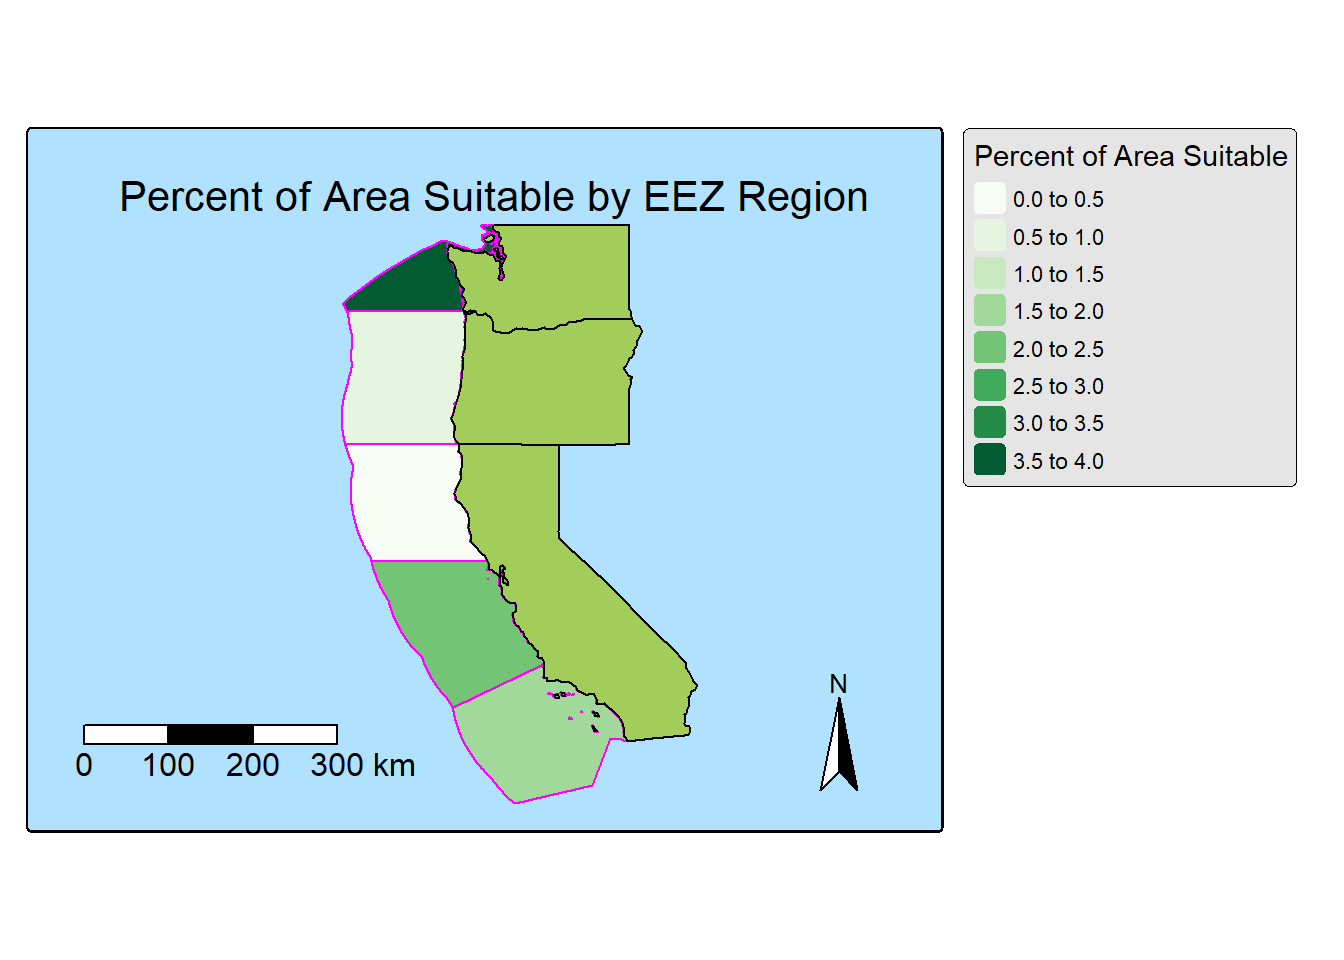 Percent of Area Suitable by EEZ Region
N
0 100 200 300 km
Percent of Area Suitable
0.0 to 0.5
0.5 to 1.0
1.0 to 1.5
1.5 to 2.0
2.0 to 2.5
2.5 to 3.0
3.0 to 3.5
3.5 to 4.0